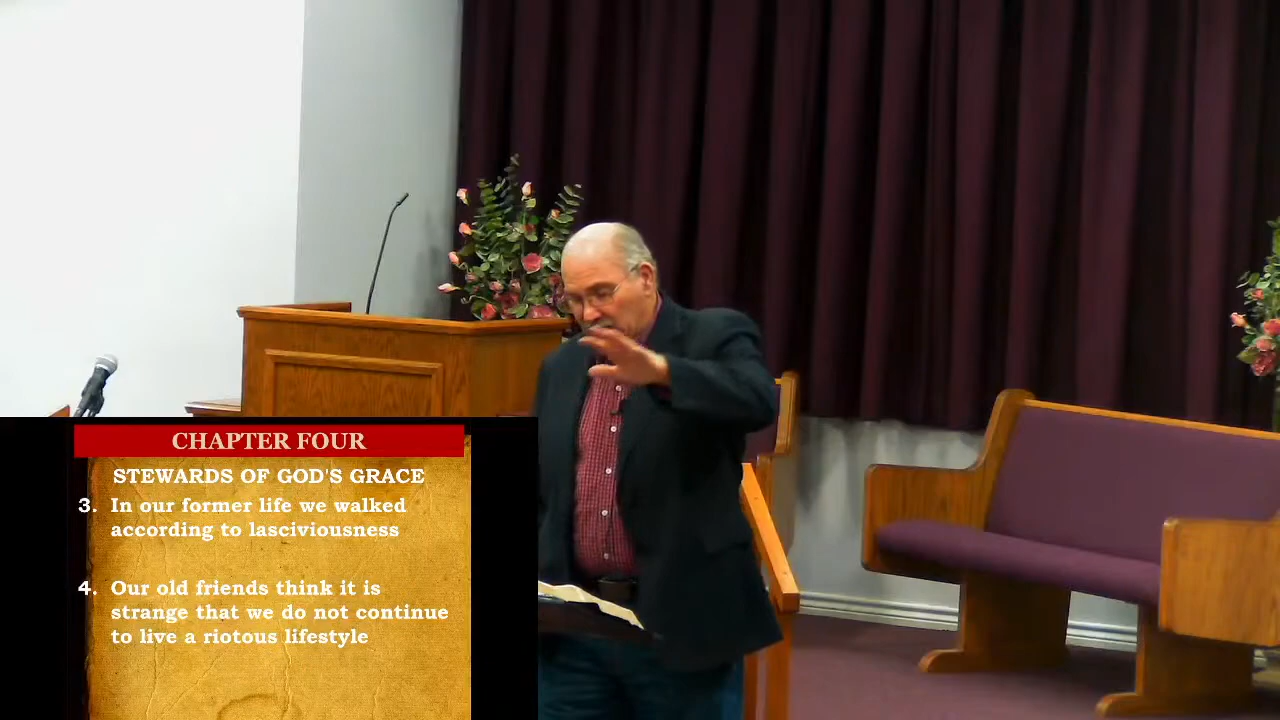 CHAPTER FOUR
STEWARDS OF GOD'S GRACE
3. In our former life we walked
according to lasciviousness
4. Our old friends think it is
strange that we do not continue
to live a riotous lifestyle